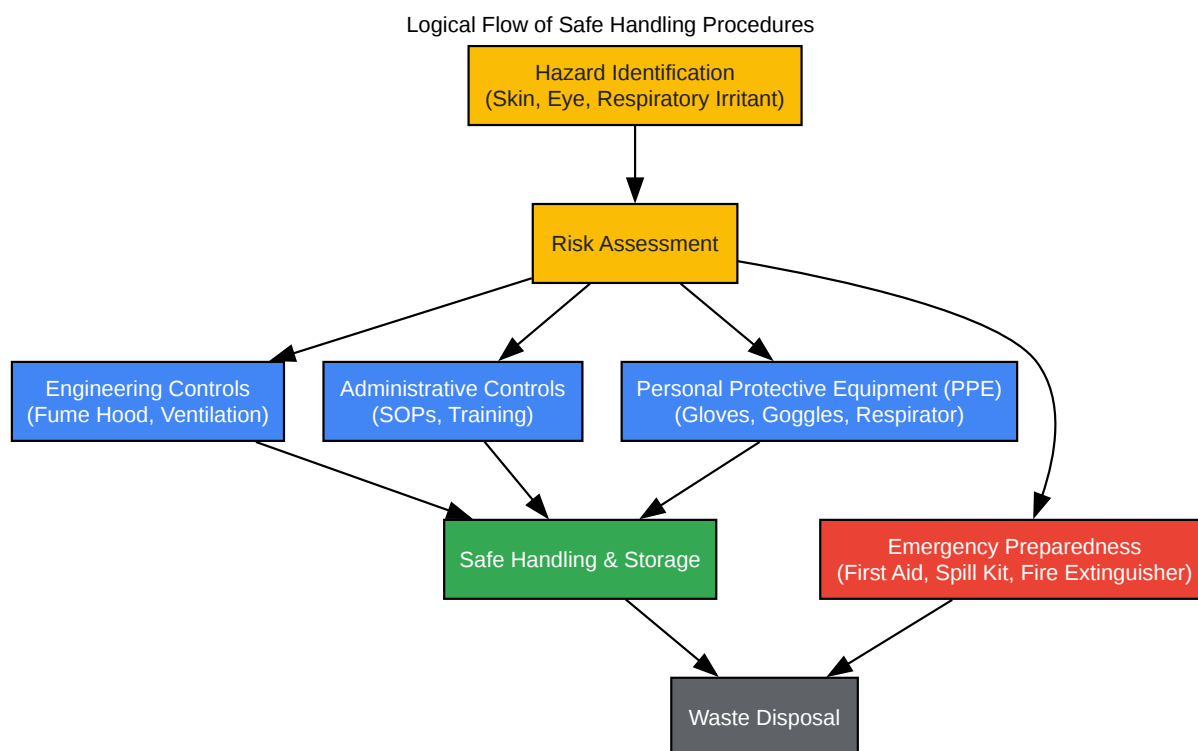 Logical Flow of Safe Handling Procedures
Hazard Identification
(Skin, Eye, Respiratory Irritant)
Risk Assessment
Engineering Controls
(Fume Hood, Ventilation)
Administrative Controls
(SOPs, Training)
Personal Protective Equipment (PPE)
(Gloves, Goggles, Respirator)
Safe Handling & Storage
Emergency Preparedness
(First Aid, Spill Kit, Fire Extinguisher)
Waste Disposal